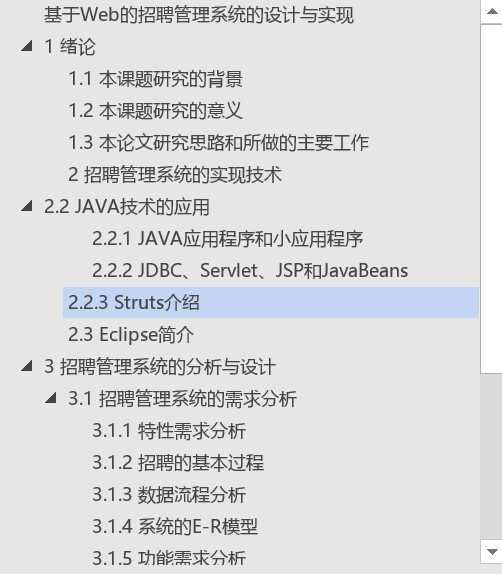 基于Web的招聘管理系统的设计与实现
1 绪论
1.1 本课题研究的背景
1.2 本课题研究的意义
1.3 本论文研究思路和所做的主要工作
2 招聘管理系统的实现技术
2.2 JAVA技术的应用
2.2.1 JAVA应用程序和小应用程序
2.2.2 JDBC、Servlet、JSP和JavaBeans
2.2.3 Struts介绍
2.3 Eclipse简介
3 招聘管理系统的分析与设计
3.1 招聘管理系统的需求分析
3.1.1 特性需求分析
3.1.2 招聘的基本过程
3.1.3 数据流程分析
3.1.4 系统的E-R模型
3.1.5 功能需求分析